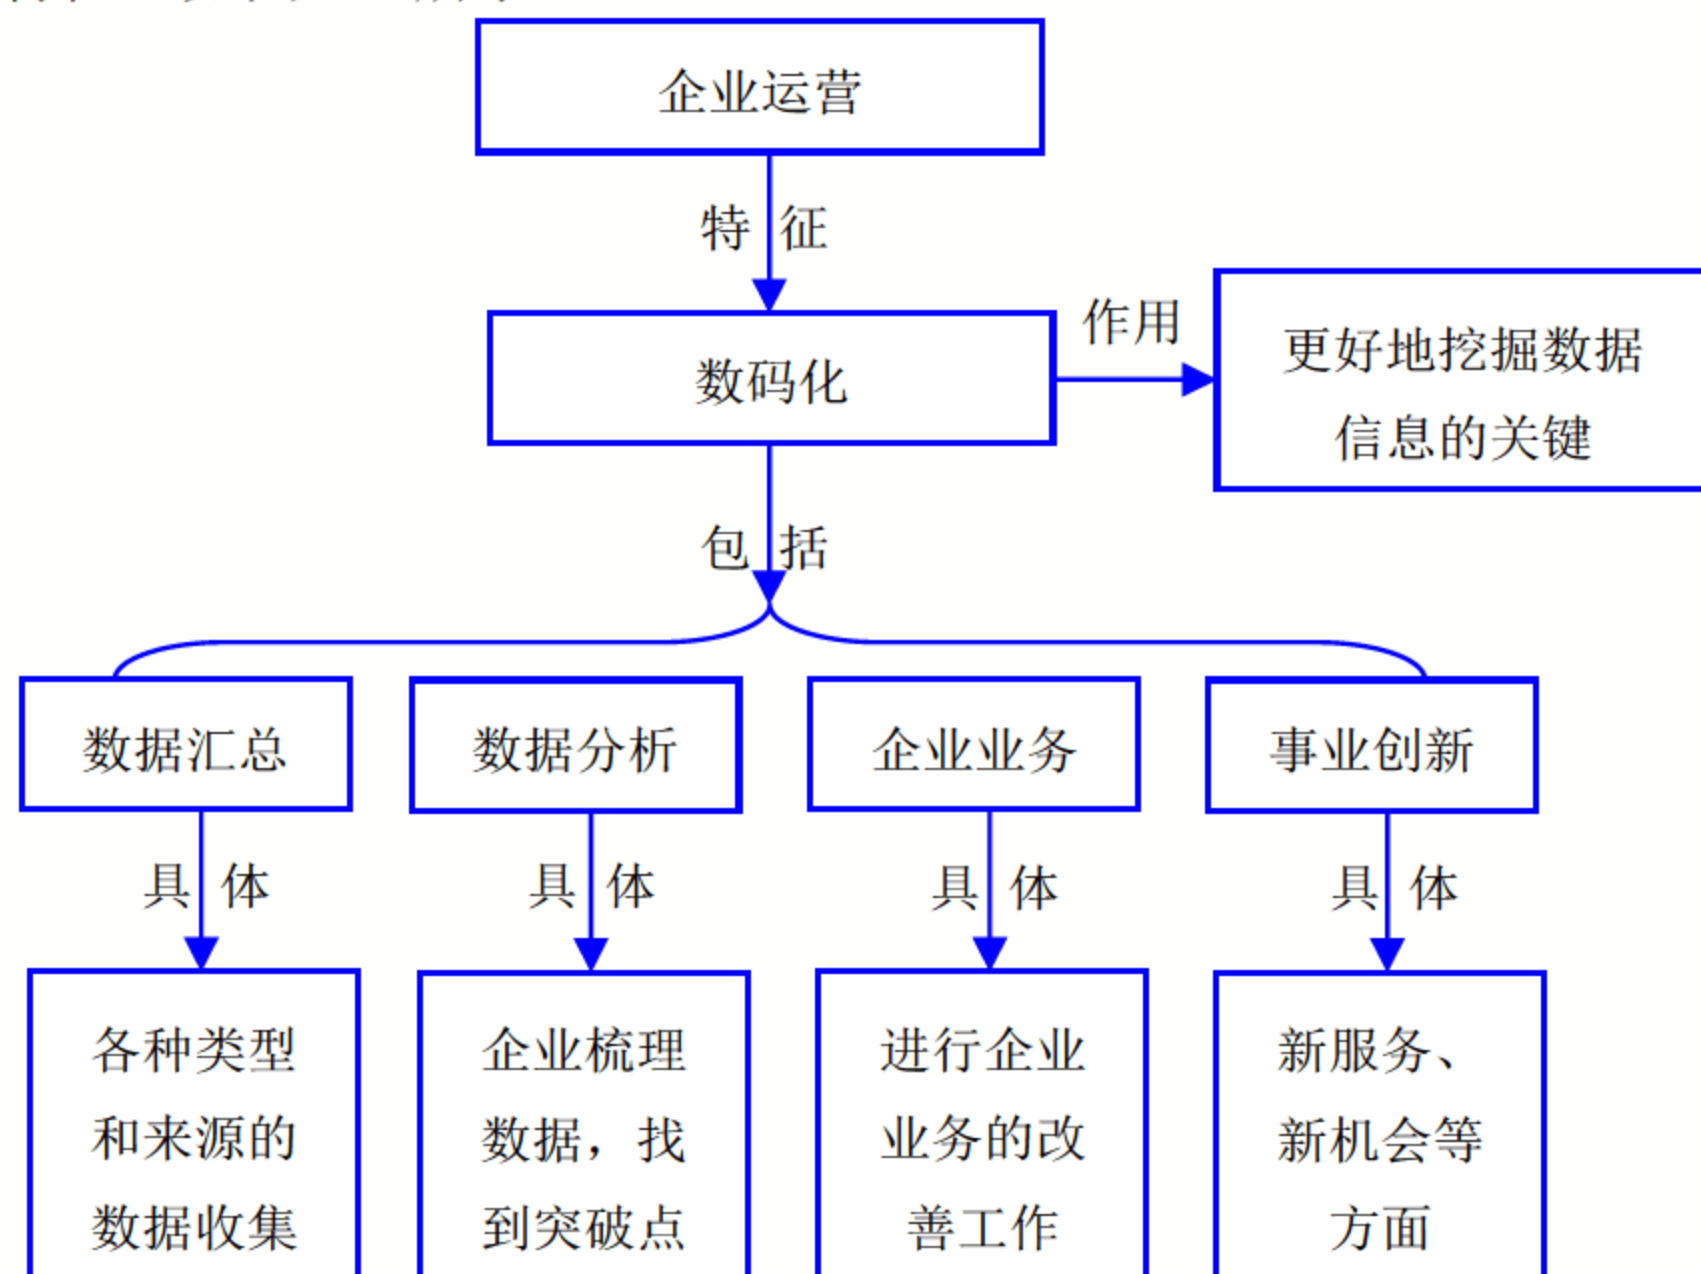 企业运营
特征
数码化
作用
更好地挖掘数据
信息的关键
包括
数据汇总
数据分析
企业业务
事业创新
具体
具体
具体
具体
各种类型
和来源的
数据收集
企业梳理
数据，找
到突破点
进行企业
业务的改
善工作
新服务、
新机会等
方面